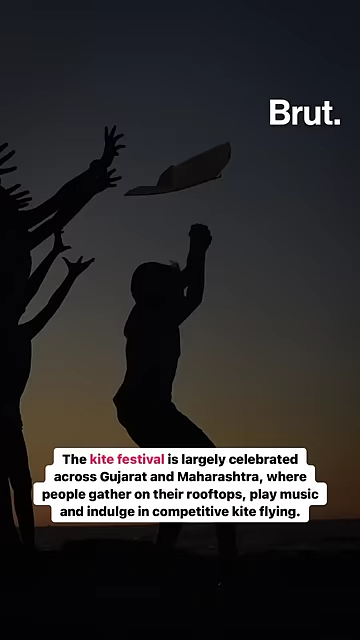 Brut.
The kite festival is largely celebrated
across Gujarat and Maharashtra, where
people gather on their rooftops, play music
and indulge in competitive kite flying.